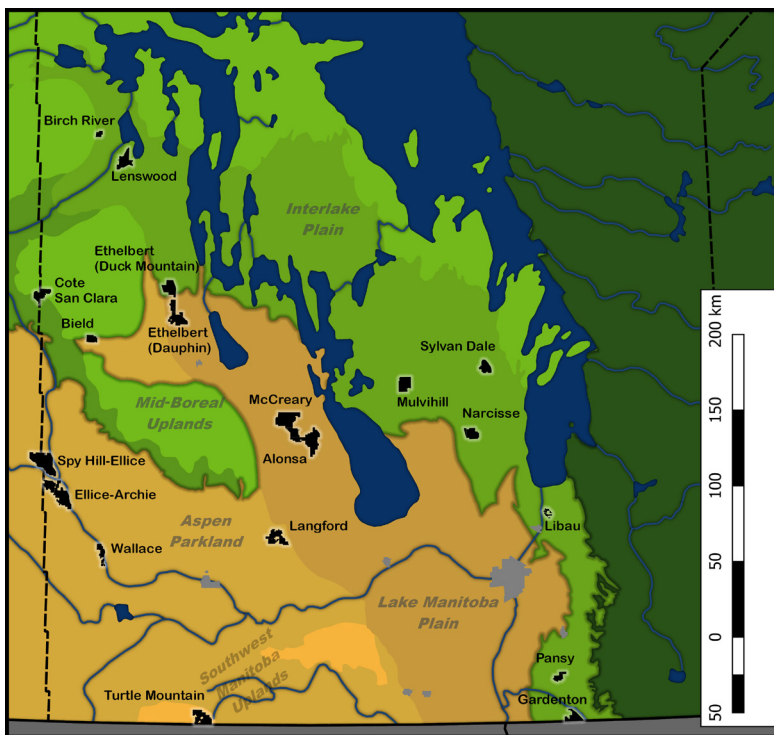 Birch River
Lenswood
Interlake
Plain
Ethelbert
(Duck Mountain)
Cote
San Clara
Bield
Ethelbert
(Dauphin)
Sylvan Dale
Mulvihill
McCreary
Mid-Boreal
Uplands
Narcisse
Alonsa
Spy Hill-Ellice
Ellice-Archie
Aspen
Parkland
Langford
Libau
Wallace
Lake Manitoba
Plain
Southwest
Manitoba
Uplands
Pansy
Turtle Mountain
Gardenton
200 km
150
100
50
0
50